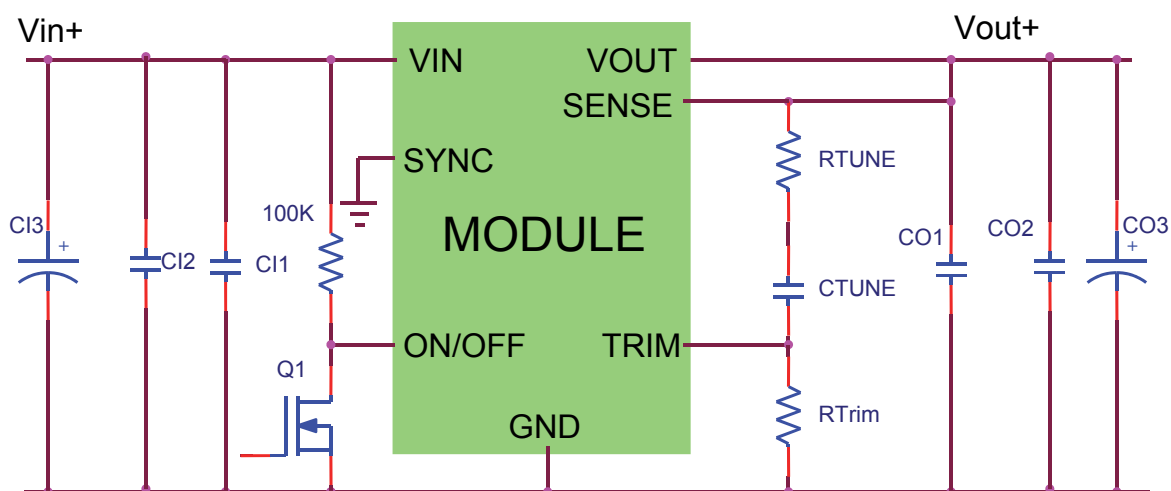 Vin+
Vout+
VIN
VOUT
SENSE
SYNC
RTUNE
100K
CI3
+
CI2
CI1
MODULE
CO1
CO2
CO3
+
CTUNE
ON/OFF
TRIM
Q1
RTrim
GND